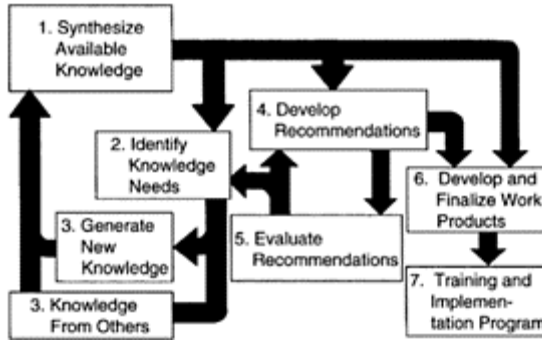 1. Synthesize
Available
Knowledge
2. Identify
Knowledge
Needs
3. Generate
New
Knowledge
3. Knowledge
From Others
4. Develop
Recommendations
5. Evaluate
Recommendations
6. Develop and
Finalize Work
Products
7. Training and
Implemen-
tation Program